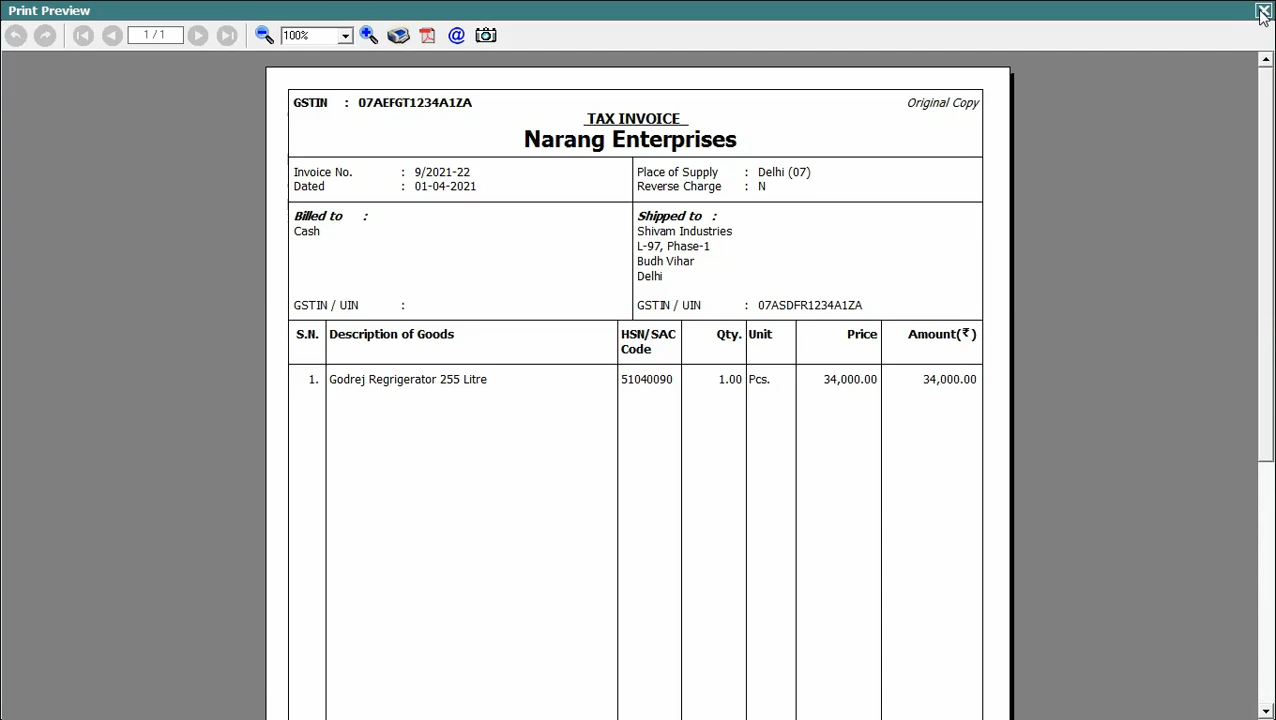 Print Preview
1 / 1
100%
@
GSTIN : 07AEFGT1234A1ZA
Original Copy
TAX INVOICE
Narang Enterprises
Invoice No. : 9/2021-22
Dated : 01-04-2021
Place of Supply : Delhi (07)
Reverse Charge : N
Billed to :
Cash
GSTIN / UIN :
Shipped to :
Shivam Industries
L-97, Phase-1
Budh Vihar
Delhi
GSTIN / UIN : 07ASDFR1234A1ZA
S.N. Description of Goods HSN/SAC Code Qty. Unit Price Amount(₹)
1. Godrej Regrigerator 255 Litre 51040090 1.00 Pcs. 34,000.00 34,000.00